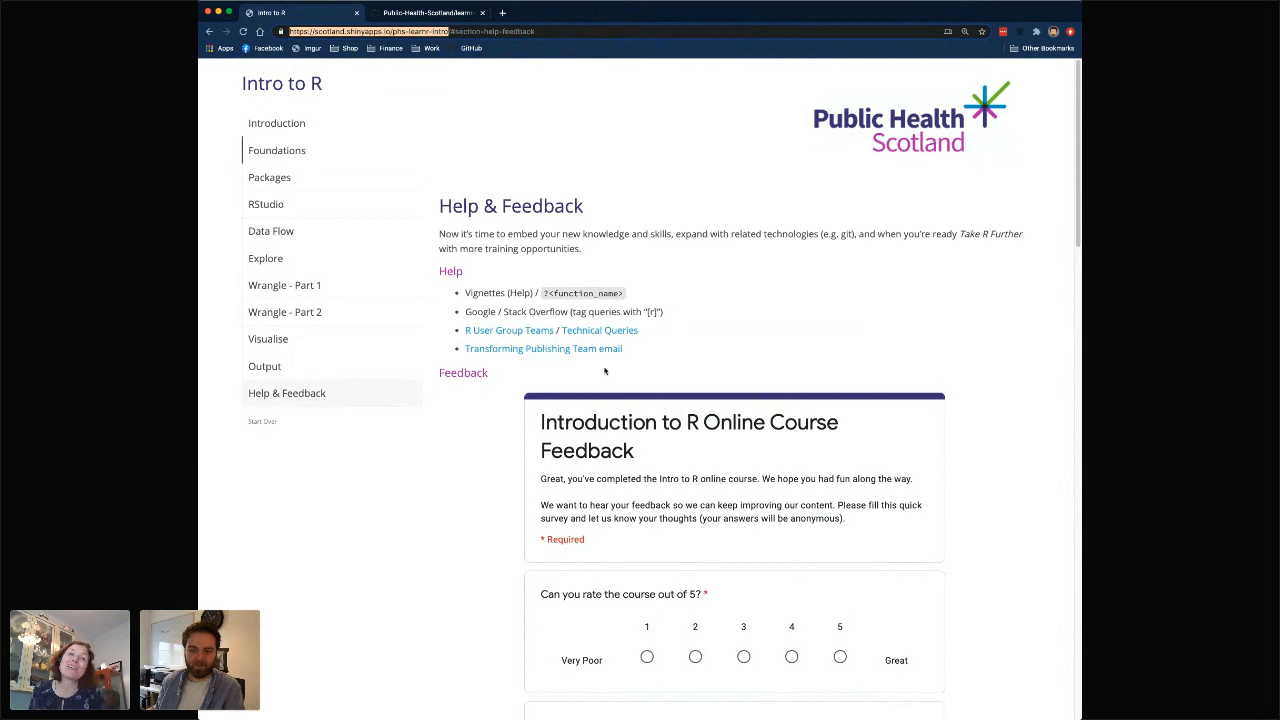 Intro to R
Public-Health-Scotland/learnr-
https://scotland.shinyapps.io/phs-learnr-intro/#section-help-feedback
Apps
Facebook
Imgur
Shop
Finance
Work
GitHub
Other Bookmarks
Intro to R
Introduction
Foundations
Packages
RStudio
Data Flow
Explore
Wrangle - Part 1
Wrangle - Part 2
Visualise
Output
Help & Feedback
Start Over
Public Health
Scotland
Help & Feedback
Now it's time to embed your new knowledge and skills, expand with related technologies (e.g. git), and when you're ready Take R Further
with more training opportunities.
Help
• Vignettes (Help) / ?<function_name>
• Google / Stack Overflow (tag queries with "[r]")
• R User Group Teams / Technical Queries
• Transforming Publishing Team email
Feedback
Introduction to R Online Course
Feedback
Great, you've completed the Intro to R online course. We hope you had fun along the way.
We want to hear your feedback so we can keep improving our content. Please fill this quick
survey and let us know your thoughts (your answers will be anonymous).
* Required
Can you rate the course out of 5? *
1 2 3 4 5
Very Poor Great